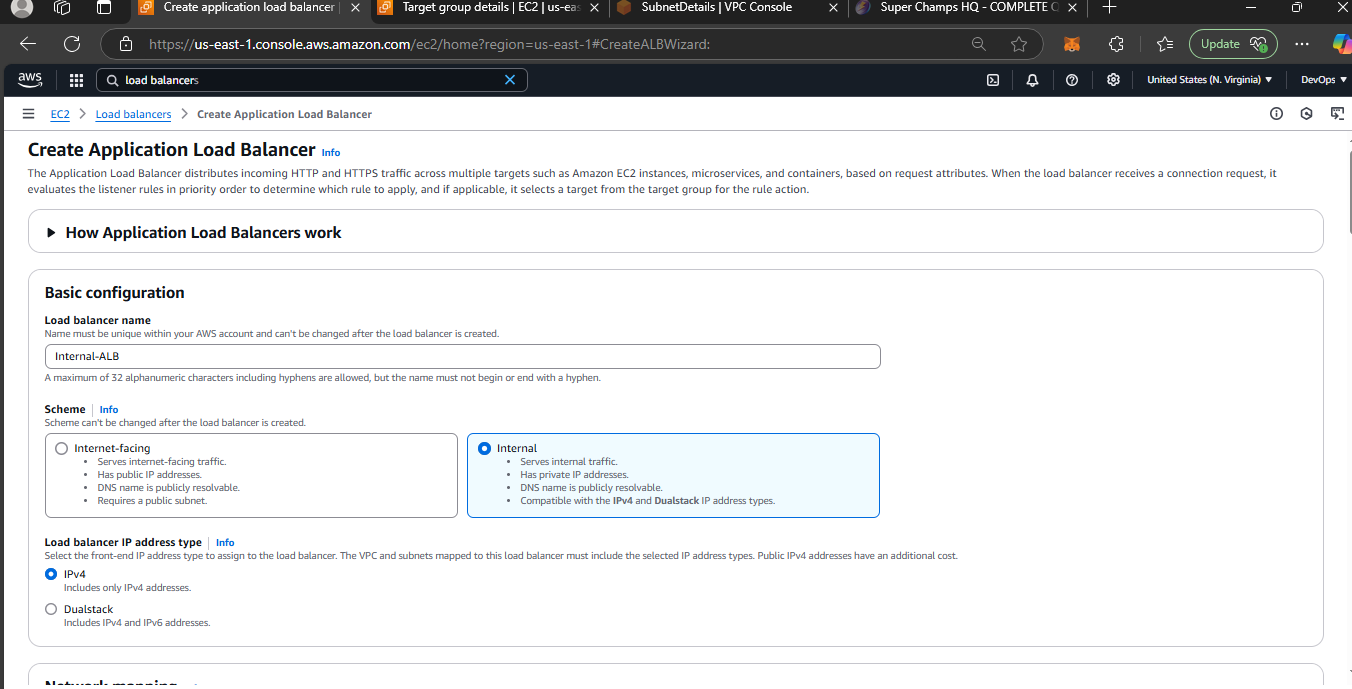 Create application load balancer
Target group details | EC2 | us-eas
SubnetDetails | VPC Console
Super Champs HQ - COMPLETE
https://us-east-1.console.aws.amazon.com/ec2/home?region=us-east-1#CreateALBWizard:
Update
aws
load balancers
United States (N. Virginia)
DevOps
EC2
Load balancers
Create Application Load Balancer
Create Application Load Balancer Info
The Application Load Balancer distributes incoming HTTP and HTTPS traffic across multiple targets such as Amazon EC2 instances, microservices, and containers, based on request attributes. When the load balancer receives a connection request, it
evaluates the listener rules in priority order to determine which rule to apply, and if applicable, it selects a target from the target group for the rule action.
How Application Load Balancers work
Basic configuration
Load balancer name
Name must be unique within your AWS account and can't be changed after the load balancer is created.
Internal-ALB
A maximum of 32 alphanumeric characters including hyphens are allowed, but the name must not begin or end with a hyphen.
Scheme | Info
Scheme can't be changed after the load balancer is created.
Internet-facing
• Serves internet-facing traffic.
• Has public IP addresses.
• DNS name is publicly resolvable.
• Requires a public subnet.
Internal
• Serves internal traffic.
• Has private IP addresses.
• DNS name is publicly resolvable.
• Compatible with the IPv4 and Dualstack IP address types.
Load balancer IP address type | Info
Select the front-end IP address type to assign to the load balancer. The VPC and subnets mapped to this load balancer must include the selected IP address types. Public IPv4 addresses have an additional cost.
IPv4
Includes only IPv4 addresses.
Dualstack
Includes IPv4 and IPv6 addresses.
Network mapping